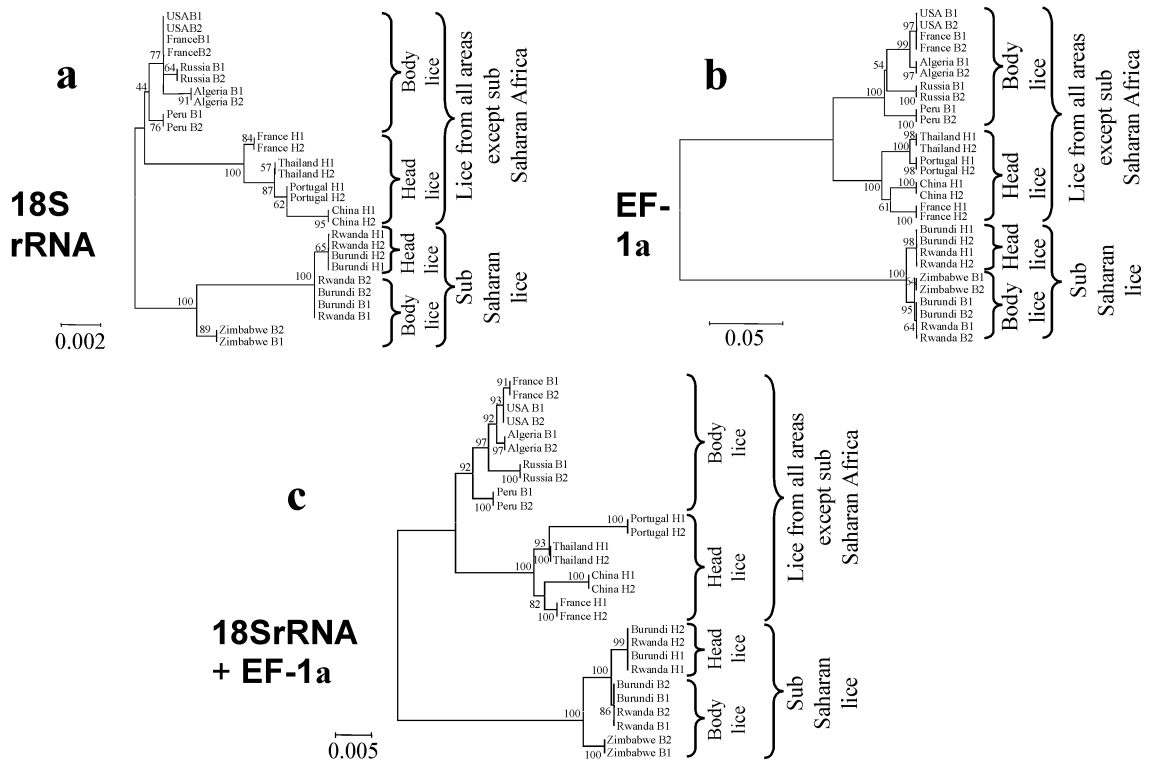 a
18S
rRNA
USAB1
USAB2
FranceB1
FranceB2
Russia B1
Russia B2
Algeria B1
Algeria B2
Peru B1
Peru B2
France H1
France H2
Thailand H1
Thailand H2
Portugal H1
Portugal H2
China H1
China H2
Rwanda H1
Rwanda H2
Burundi H2
Burundi H1
Rwanda B2
Burundi B2
Burundi B1
Rwanda B1
Zimbabwe B2
Zimbabwe B1
77
64
91
44
76
84
100
57
87
62
95
65
100
100
89
0.002
Body
lice
Head
lice
Head
lice
Body
lice
Lice from all areas
except sub
Saharan Africa
Sub
Saharan
lice
b
EF-
1a
USA B1
USA B2
France B1
France B2
Algeria B1
Algeria B2
Russia B1
Russia B2
Peru B1
Peru B2
Thailand H1
Thailand H2
Portugal H1
Portugal H2
China H1
China H2
France H1
France H2
Burundi H1
Burundi H2
Rwanda H1
Rwanda H2
Zimbabwe B1
Zimbabwe B2
Burundi B1
Burundi B2
Rwanda B1
Rwanda B2
97
99
54
97
100
100
100
98
100
98
100
100
61
100
98
100
95
64
0.05
Body
lice
Head
lice
Head
lice
Body
lice
Lice from all areas
except sub
Saharan Africa
Sub
Saharan
lice
c
18SrRNA
+ EF-1a
France B1
France B2
USA B1
USA B2
Algeria B1
Algeria B2
Russia B1
Russia B2
Peru B1
Peru B2
Portugal H1
Portugal H2
Thailand H1
Thailand H2
China H1
China H2
France H1
France H2
Burundi H2
Rwanda H2
Burundi H1
Rwanda H1
Burundi B2
Burundi B1
Rwanda B2
Rwanda B1
Zimbabwe B2
Zimbabwe B1
91
93
92
97
97
92
100
100
100
93
100
100
100
82
100
99
100
86
100
100
0.005
Body
lice
Head
lice
Head
lice
Body
lice
Lice from all areas
except sub
Saharan Africa
Sub
Saharan
lice